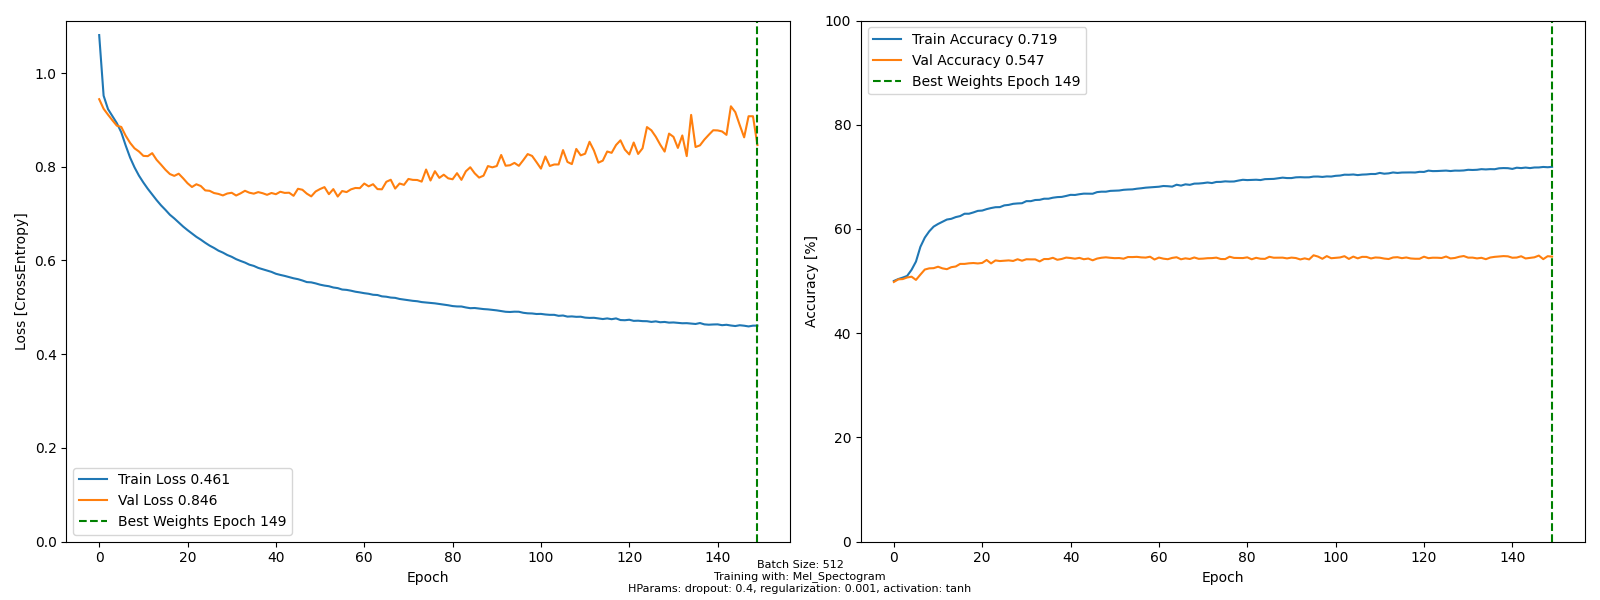 Loss [CrossEntropy]
1.0
0.8
0.6
0.4
0.2
0.0
Train Loss 0.461
Val Loss 0.846
Best Weights Epoch 149
0 20 40 60 80 100 120 140
Epoch
Accuracy [%]
100
80
60
40
20
0
Train Accuracy 0.719
Val Accuracy 0.547
Best Weights Epoch 149
0 20 40 60 80 100 120 140
Epoch
Batch Size: 512
Training with: Mel_Spectogram
HParams: dropout: 0.4, regularization: 0.001, activation: tanh